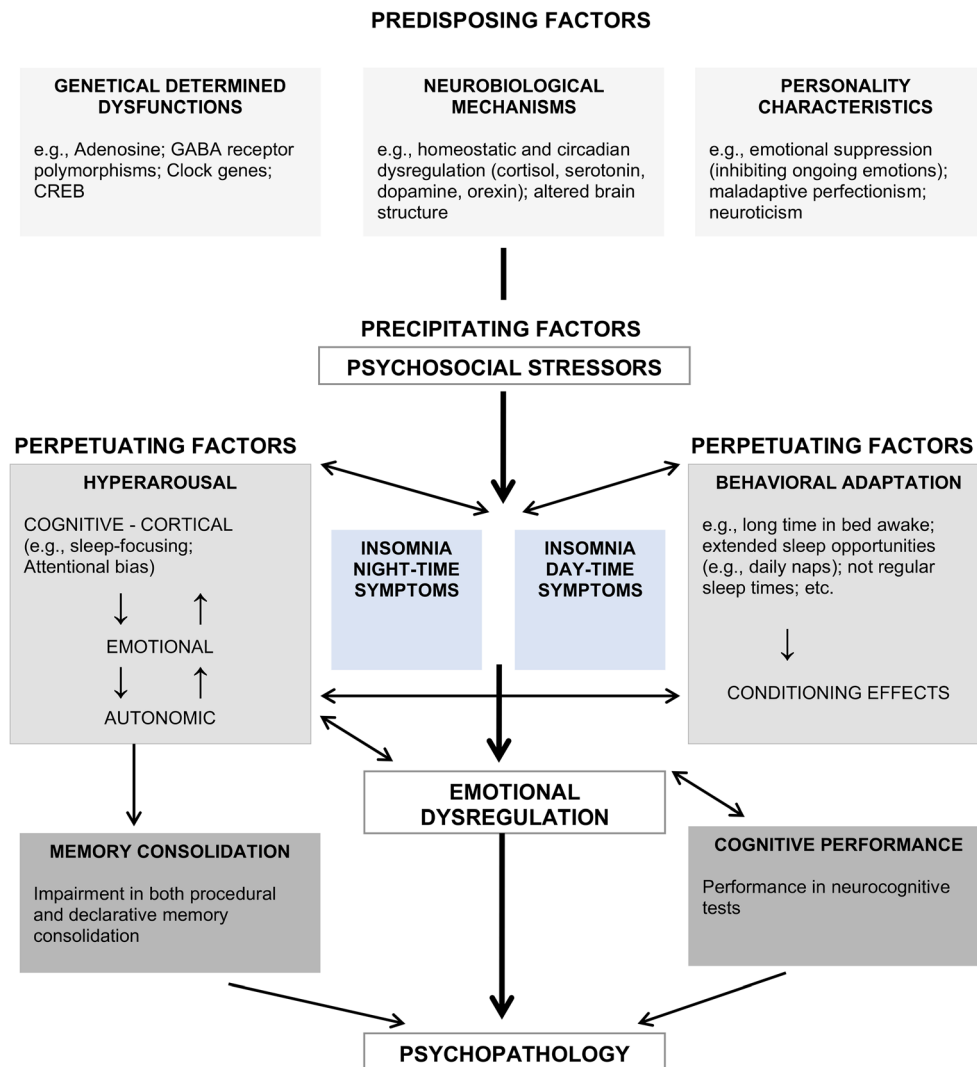 PREDISPOSING FACTORS
GENETICAL DETERMINED
DYSFUNCTIONS
e.g., Adenosine; GABA receptor
polymorphisms; Clock genes;
CREB
NEUROBIOLOGICAL
MECHANISMS
e.g., homeostatic and circadian
dysregulation (cortisol, serotonin,
dopamine, orexin); altered brain
structure
PERSONALITY
CHARACTERISTICS
e.g., emotional suppression
(inhibiting ongoing emotions);
maladaptive perfectionism;
neuroticism
PRECIPITATING FACTORS
PSYCHOSOCIAL STRESSORS
PERPETUATING FACTORS
HYPERAROUSAL
COGNITIVE - CORTICAL
(e.g., sleep-focusing;
Attentional bias)
EMOTIONAL
AUTONOMIC
INSOMNIA
NIGHT-TIME
SYMPTOMS
INSOMNIA
DAY-TIME
SYMPTOMS
PERPETUATING FACTORS
BEHAVIORAL ADAPTATION
e.g., long time in bed awake;
extended sleep opportunities
(e.g., daily naps); not regular
sleep times; etc.
CONDITIONING EFFECTS
EMOTIONAL
DYSREGULATION
MEMORY CONSOLIDATION
Impairment in both procedural
and declarative memory
consolidation
COGNITIVE PERFORMANCE
Performance in neurocognitive
tests
PSYCHOPATHOLOGY